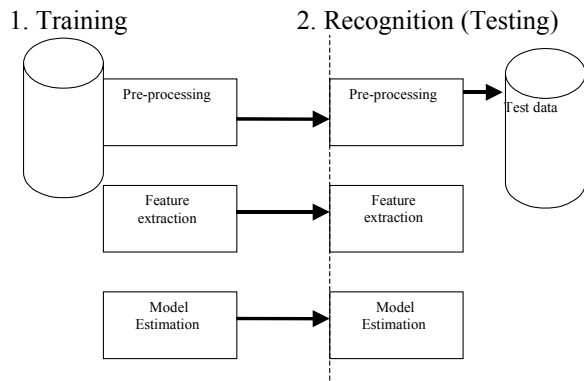 1. Training
2. Recognition (Testing)
Pre-processing
Pre-processing
Test data
Feature
extraction
Feature
extraction
Model
Estimation
Model
Estimation